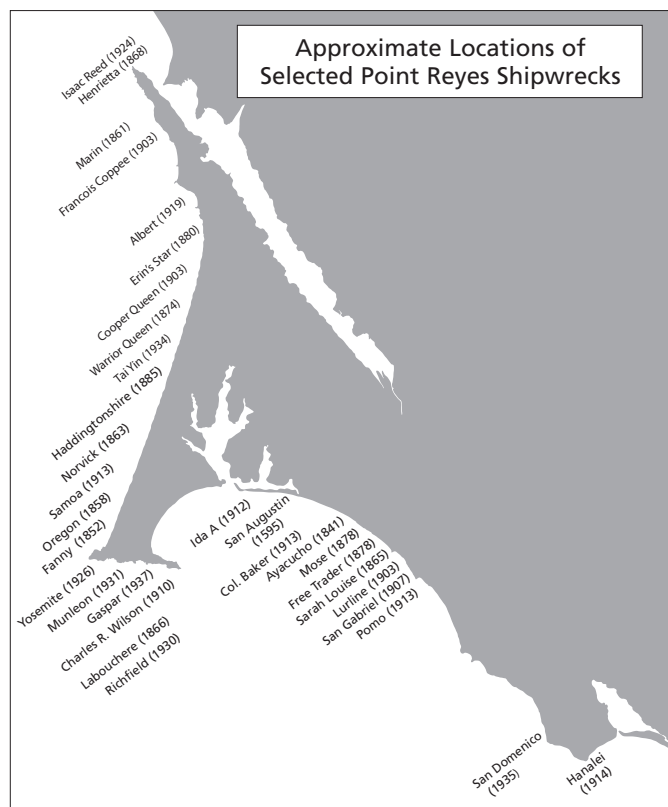 Approximate Locations of
Selected Point Reyes Shipwrecks
Isaac Reed (1924)
Henrietta (1868)
Marin (1861)
Francois Coppee (1903)
Albert (1919)
Erin's Star (1880)
Cooper Queen (1903)
Warrior Queen (1874)
Tai Yin (1934)
Haddingtonshire (1885)
Norvick (1863)
Samoa (1913)
Oregon (1858)
Fanny (1852)
Yosemite (1926)
Munleon (1931)
Gaspar (1937)
Charles R. Wilson (1910)
Labouchere (1866)
Richfield (1930)
Ida A (1912)
San Augustin
(1595)
Col. Baker (1913)
Ayacucho (1841)
Mose (1878)
Free Trader (1878)
Sarah Louise (1865)
Lurline (1903)
San Gabriel (1907)
Pomo (1913)
San Domenico
(1935)
Hanalei
(1914)